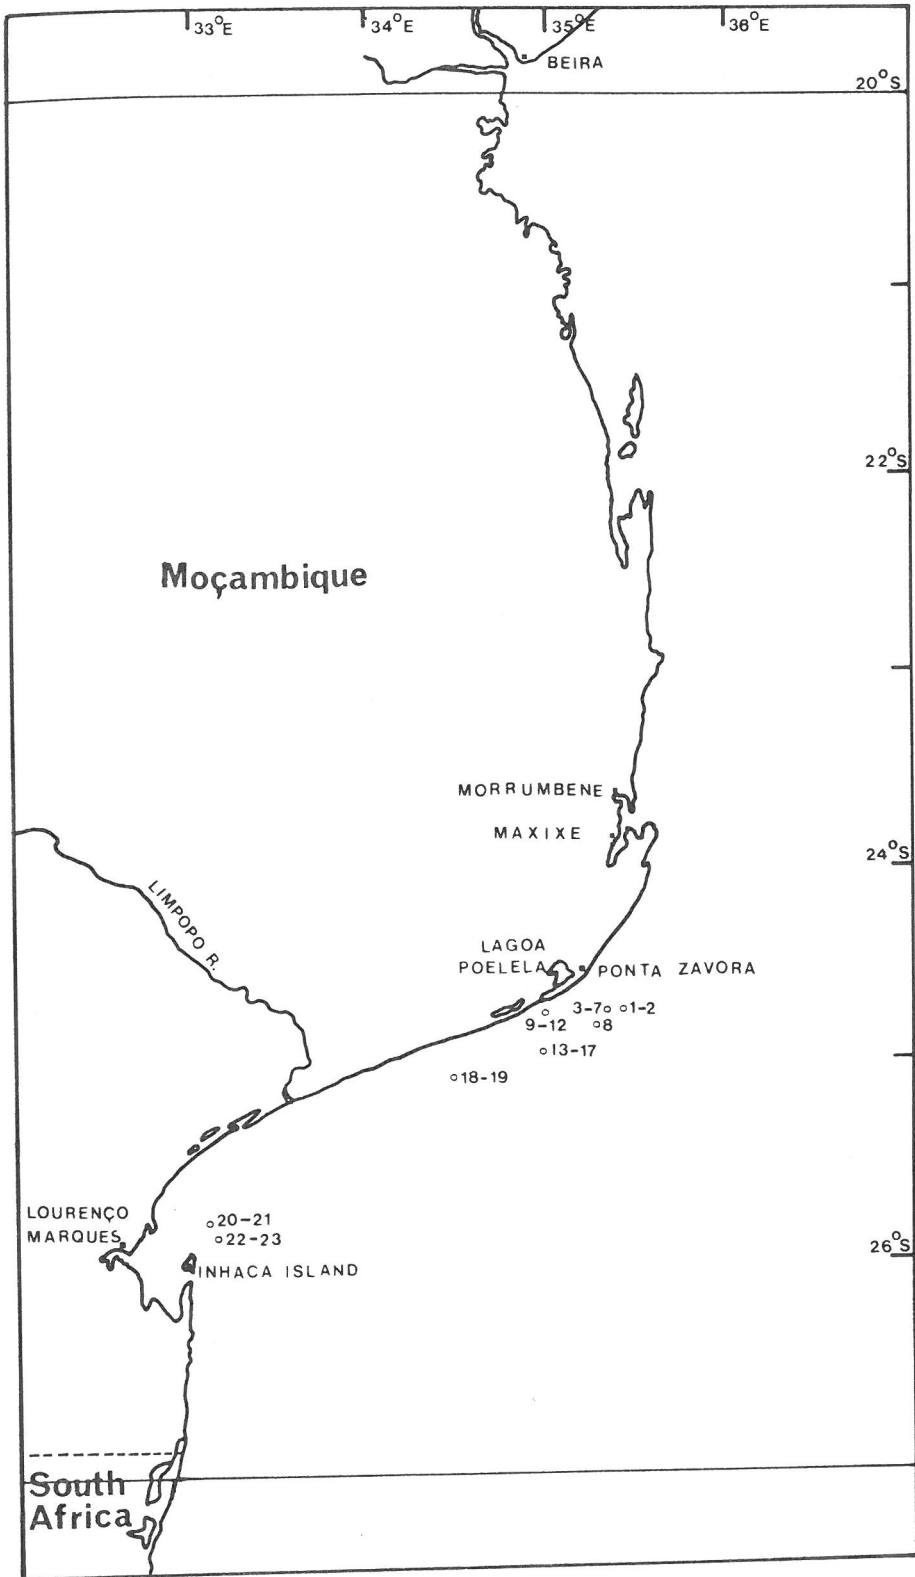 33°E 34°E 35°E 36°E
BEIRA
20°S
22°S
Moçambique
MORRUMBENE
MAXIXE
24°S
LIMPOPO R.
LAGOA
POELELA
PONTA ZAVORA
3-7 1-2
9-12 8
13-17
18-19
LOURENÇO
MARQUES
20-21
22-23
26°S
INHACA ISLAND
South
Africa